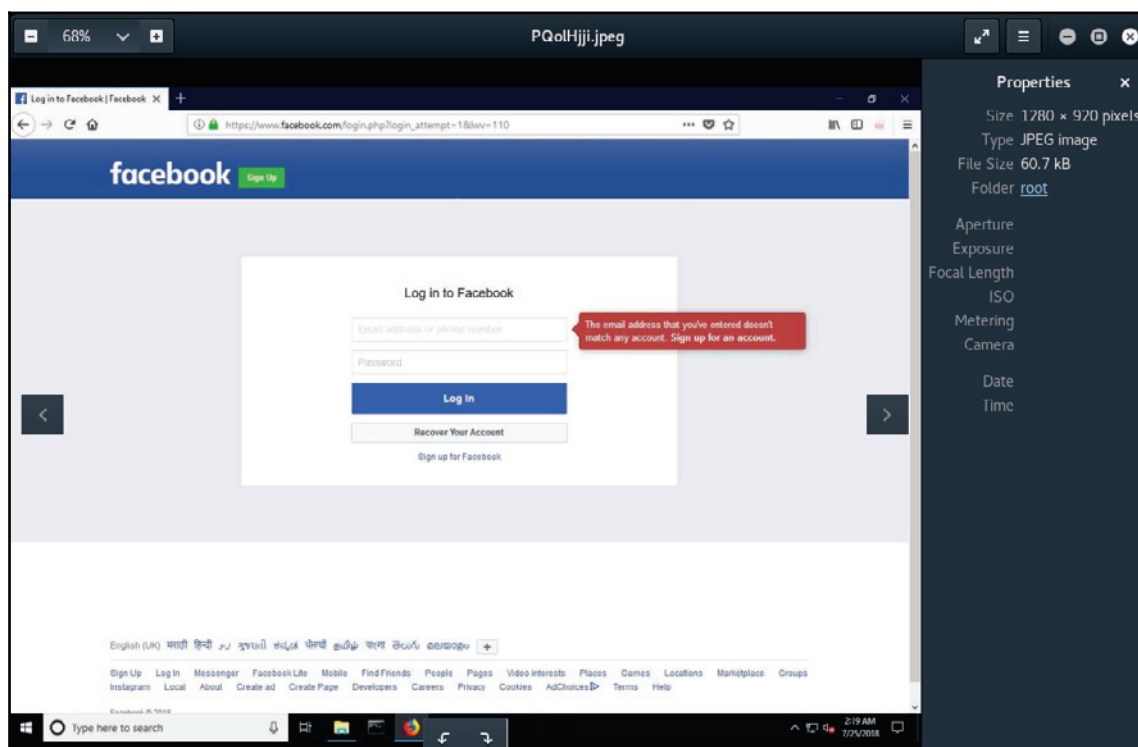 68%
PQolHjji.jpeg
Properties
Size 1280 × 920 pixels
Type JPEG image
File Size 60.7 kB
Folder root
Aperture
Exposure
Focal Length
ISO
Metering
Camera
Date
Time
Log in to Facebook | Facebook
https://www.facebook.com/login.php?login_attempt=1&lwv=110
facebook Sign Up
Log in to Facebook
Email address or phone number
The email address that you've entered doesn't
match any account. Sign up for an account.
Password
Log In
Recover Your Account
Sign up for Facebook
English (UK) मराठी हिन्दी اردو ગુજરાતી ಕನ್ನಡ ਪੰਜਾਬੀ தமிழ் বাংলা తెలుగు മലയാളം
Sign Up Log In Messenger Facebook Lite Mobile Find Friends People Pages Video interests Places Games Locations Marketplace Groups
Instagram Local About Create ad Create Page Developers Careers Privacy Cookies AdChoices Terms Help
Facebook © 2018
Type here to search
2:19 AM
7/25/2018